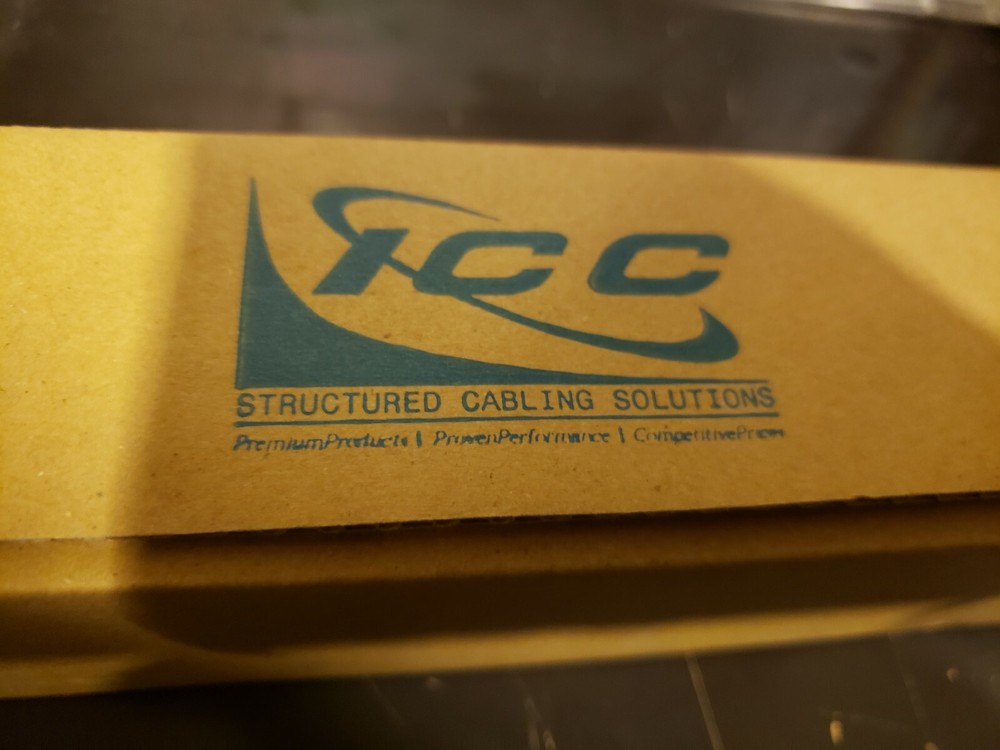 ICC
STRUCTURED CABLING SOLUTIONS
PremiumProducts | ProvenPerformance | CompetitivePrices